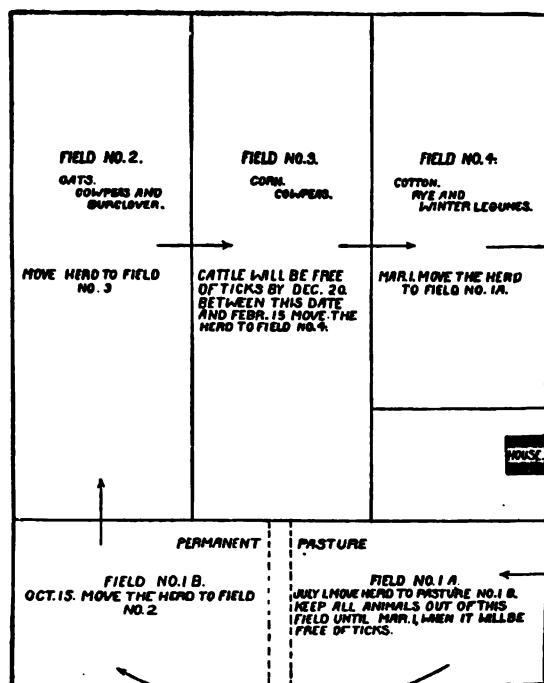 FIELD NO. 2.
OATS.
COWPEAS AND
BURCLOVER.
MOVE HERD TO FIELD
NO. 3
FIELD NO. 3.
CORN.
COWPEAS.
CATTLE WILL BE FREE
OF TICKS BY DEC. 20.
BETWEEN THIS DATE
AND FEBR. 15 MOVE THE
HERD TO FIELD NO. 4.
FIELD NO. 4.
COTTON.
RYE AND
WINTER LEGUNES.
MAR. 1. MOVE THE HERD
TO FIELD NO. 1A.
HOUSE.
PERMANENT PASTURE
FIELD NO. 1 B.
OCT. 15. MOVE THE HERD TO FIELD
NO. 2
FIELD NO. 1 A.
JULY 1. MOVE HERD TO PASTURE NO. 1 B.
KEEP ALL ANIMALS OUT OF THIS
FIELD UNTIL MAR. 1, WHEN IT WILL BE
FREE OF TICKS.